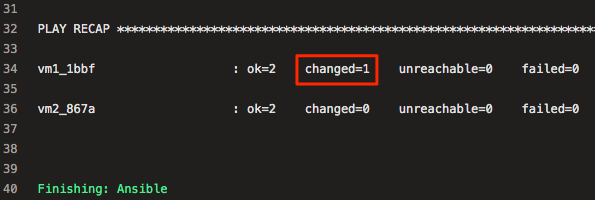 31
32 PLAY RECAP *********************************************************************
33
34 vm1_1bbf : ok=2 changed=1 unreachable=0 failed=0
35
36 vm2_867a : ok=2 changed=0 unreachable=0 failed=0
37
38
39
40 Finishing: Ansible